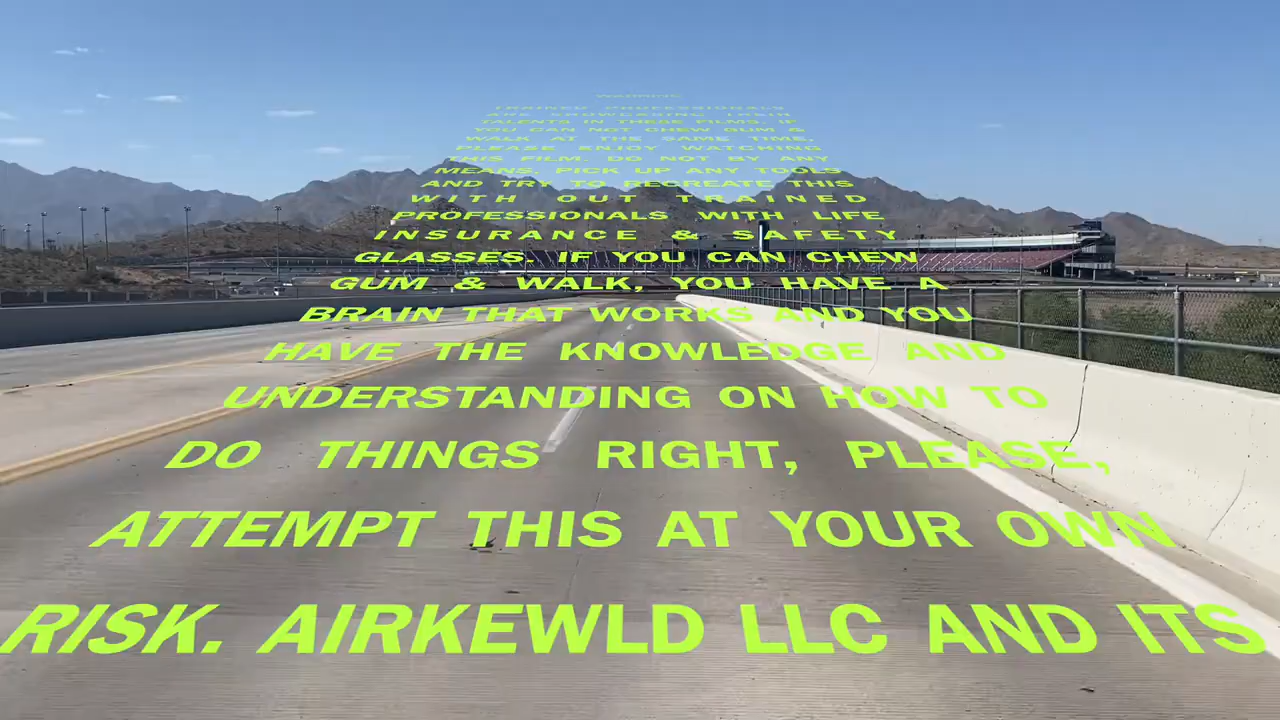 WARNING
TRAINED PROFESSIONALS
ARE KNOWLEDGE THEIR
TALENTS IN THESE FILMS. IF
YOU CAN NOT CHEW GUM &
WALK AT THE SAME TIME,
PLEASE ENJOY WATCHING
THIS FILM. DO NOT BY ANY
MEANS, PICK UP ANY TOOLS
AND TRY TO RECREATE THIS
WITH OUT TRAINED
PROFESSIONALS WITH LIFE
INSURANCE & SAFETY
GLASSES. IF YOU CAN CHEW
GUM & WALK, YOU HAVE A
BRAIN THAT WORKS AND YOU
HAVE THE KNOWLEDGE AND
UNDERSTANDING ON HOW TO
DO THINGS RIGHT, PLEASE,
ATTEMPT THIS AT YOUR OWN
RISK. AIRKEWLD LLC AND ITS